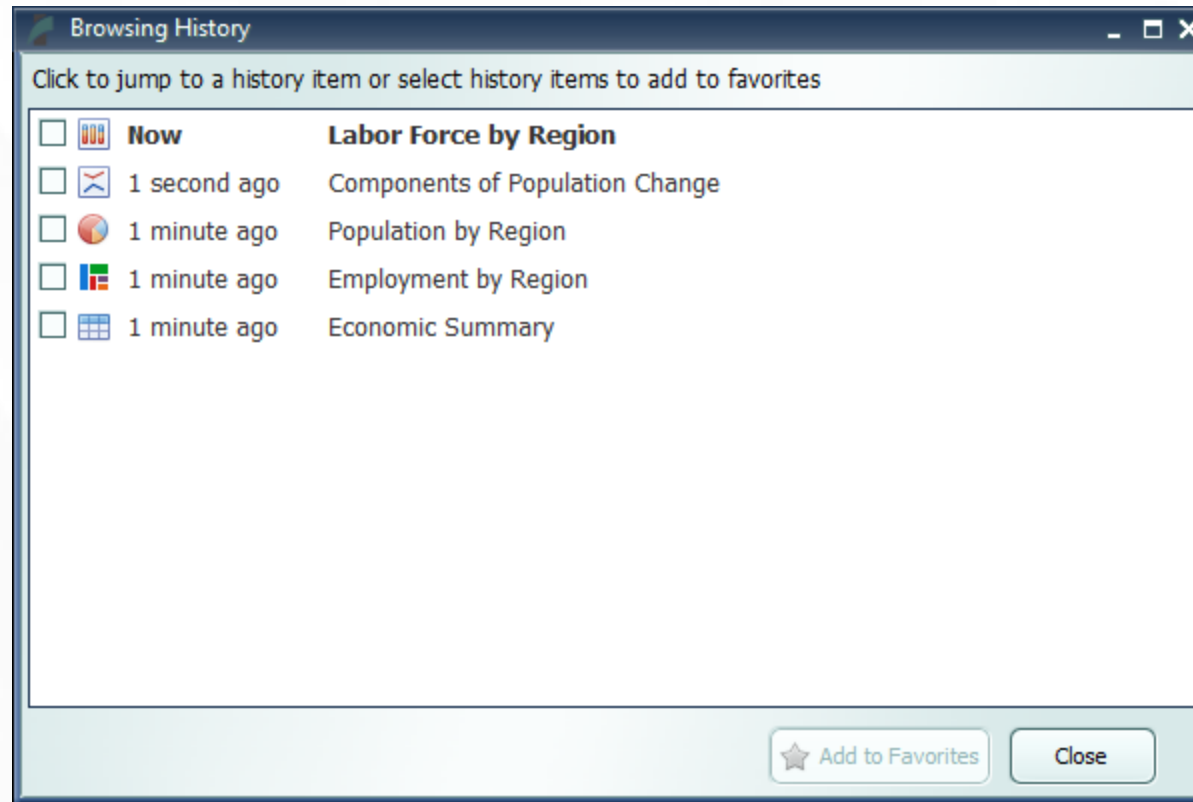 Browsing History
Click to jump to a history item or select history items to add to favorites
Now Labor Force by Region
1 second ago Components of Population Change
1 minute ago Population by Region
1 minute ago Employment by Region
1 minute ago Economic Summary
Add to Favorites Close